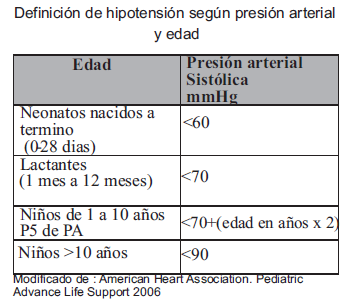 Definición de hipotensión según presión arterial
y edad
Edad
Presión arterial
Sistólica
mmHg
Neonatos nacidos a
termino
(0-28 dias)
<60
Lactantes
(1 mes a 12 meses)
<70
Niños de 1 a 10 años
P5 de PA
<70+(edad en años x 2)
Niños >10 años
<90
Modificado de : American Heart Association. Pediatric
Advance Life Support 2006